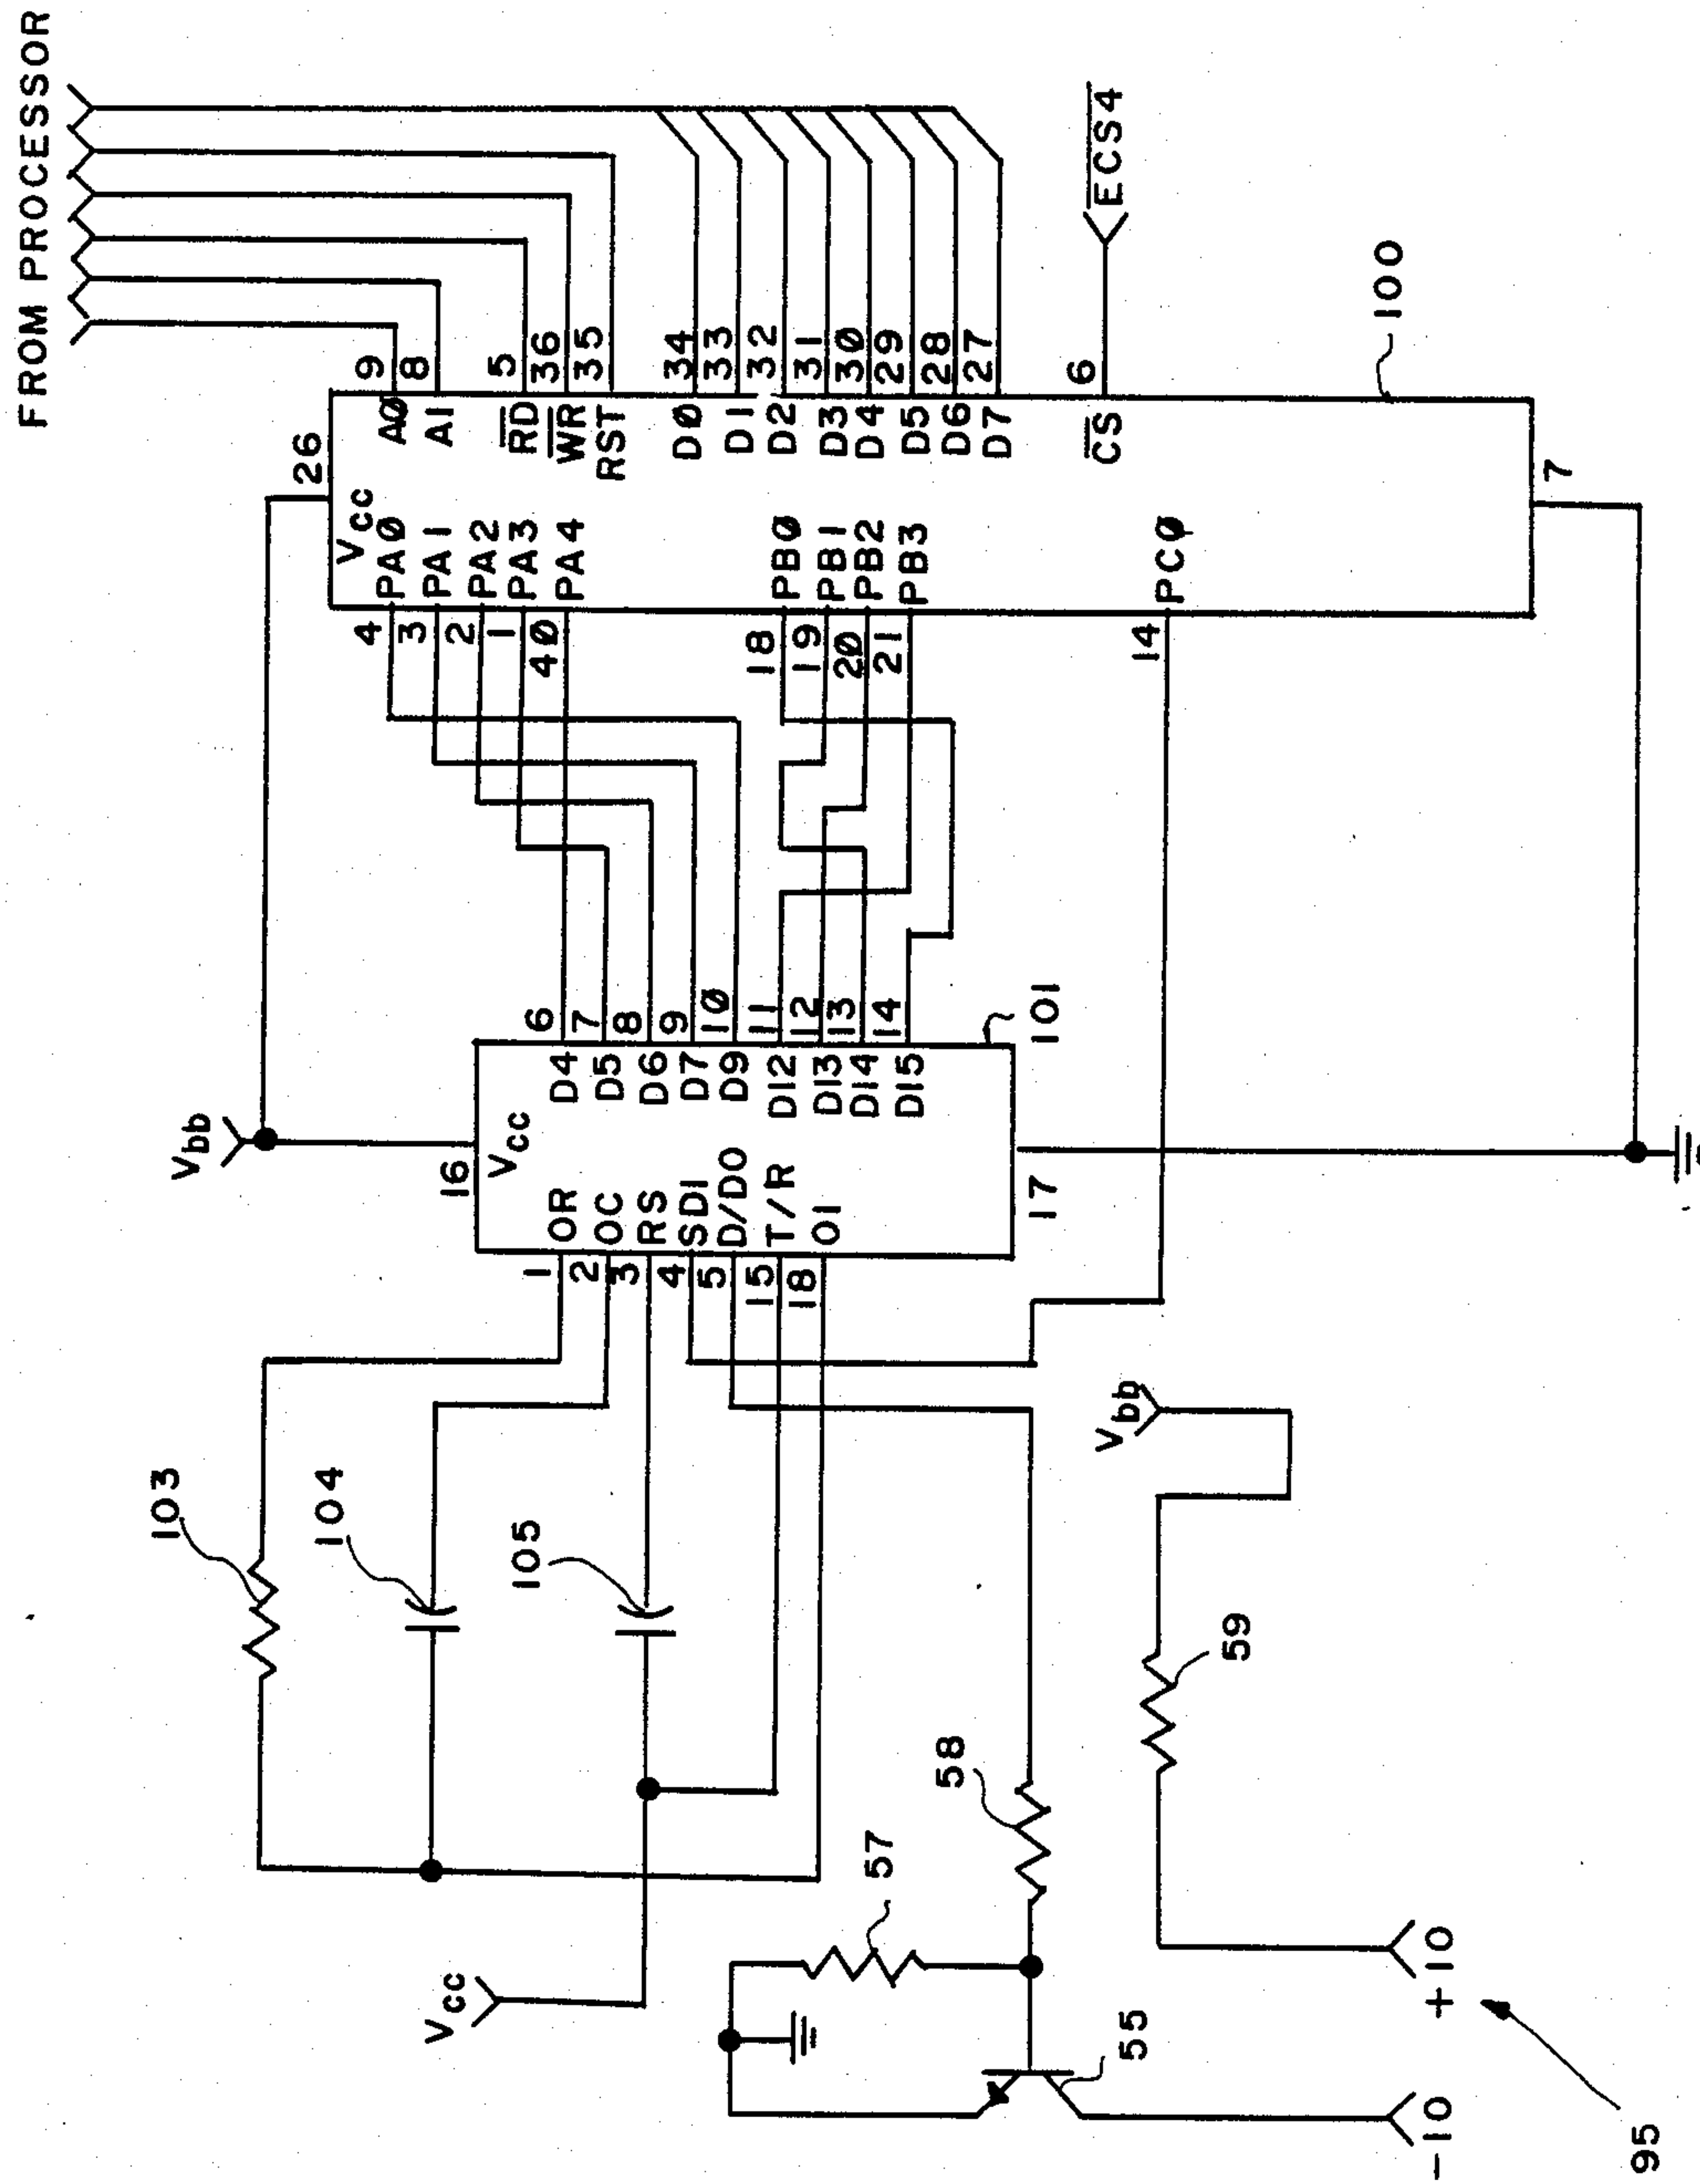 FROM PROCESSOR
26
Vcc
9 A0
8 A1
5 RD
36 WR
35 RST
34 D0
33 D1
32 D2
31 D3
30 D4
29 D5
28 D6
27 D7
6 CS
ECS4
100
7
PA0 4
PA1 3
PA2 2
PA3 1
PA4 40
PB0 18
PB1 19
PB2 20
PB3 21
PC0 14
Vbb
16
Vcc
6 D4
7 D5
8 D6
9 D7
10 D9
11 D12
12 D13
13 D14
14 D15
101
17
OR 1
OC 2
RS 3
SDI 4
D/DO 5
T/R 15
OI 18
103
104
105
Vbb
59
58
57
Vcc
55
+10
-10
95